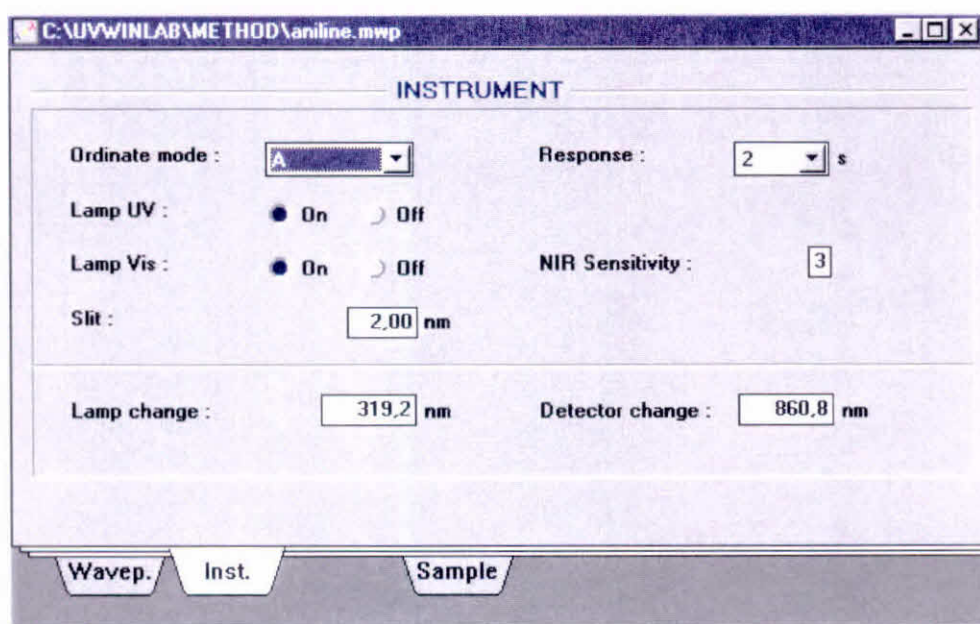 C:\UVWINLAB\METHOD\aniline.mwp
INSTRUMENT
Ordinate mode : A Response : 2 s
Lamp UV : On Off
Lamp Vis : On Off NIR Sensitivity : 3
Slit : 2,00 nm
Lamp change : 319,2 nm Detector change : 860,8 nm
Wavep. Inst. Sample